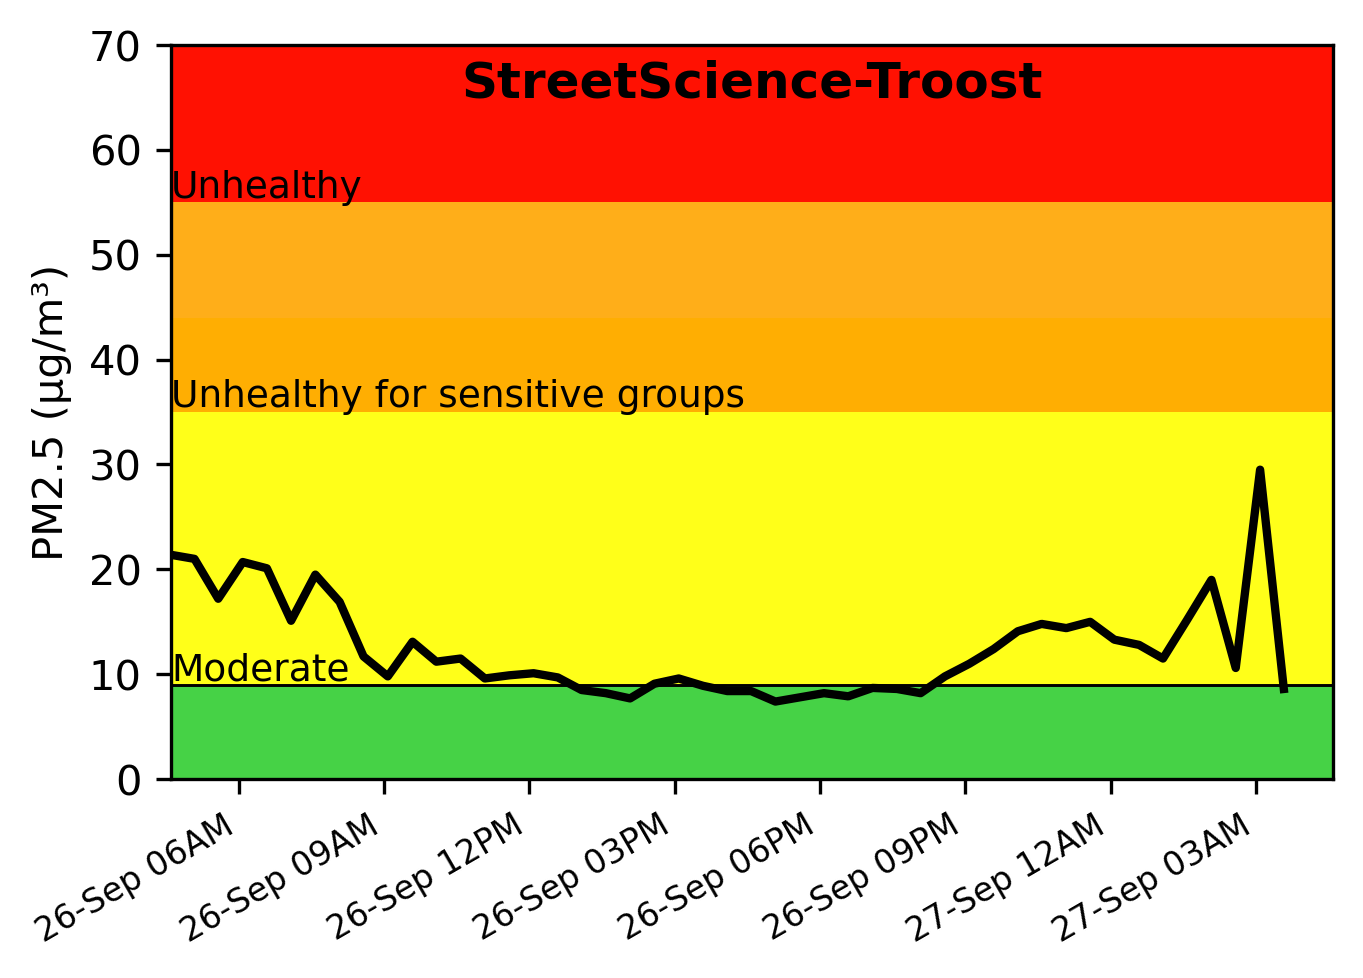 StreetScience-Troost
70
60
Unhealthy
50
40
Unhealthy for sensitive groups
30
20
Moderate
10
0
PM2.5 (µg/m³)
26-Sep 06AM
26-Sep 09AM
26-Sep 12PM
26-Sep 03PM
26-Sep 06PM
26-Sep 09PM
27-Sep 12AM
27-Sep 03AM